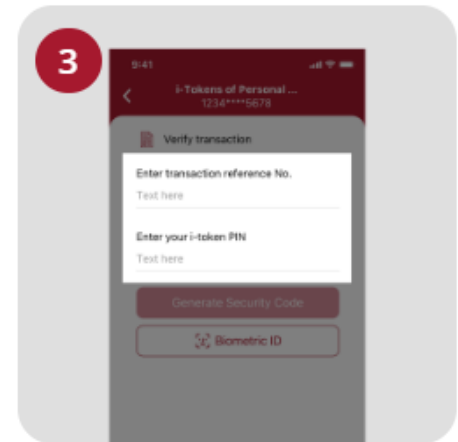 3
9:41
i-Tokens of Personal ...
1234****5678
Verify transaction
Enter transaction reference No.
Text here
Enter your i-token PIN
Text here
Generate Security Code
Biometric ID